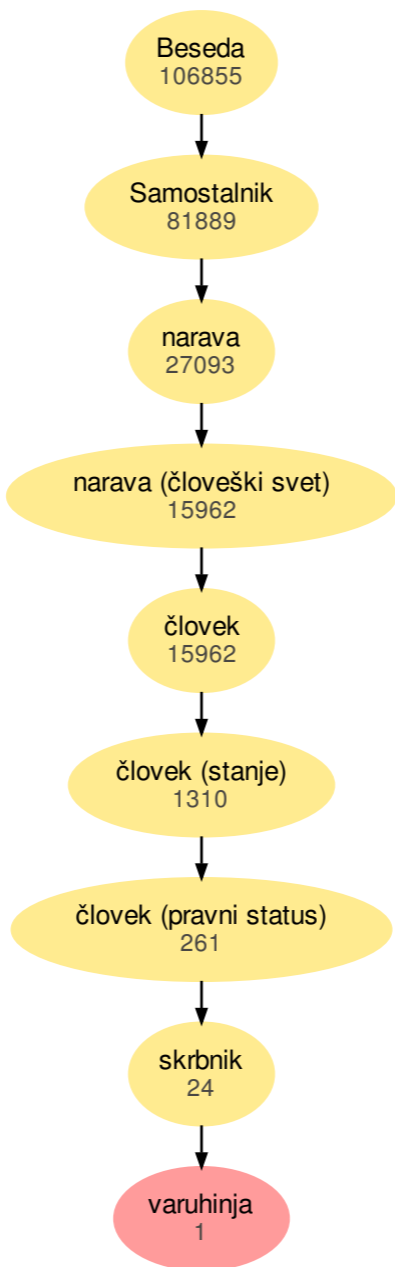 Beseda
106855
Samostalnik
81889
narava
27093
narava (človeški svet)
15962
človek
15962
človek (stanje)
1310
človek (pravni status)
261
skrbnik
24
varuhinja
1